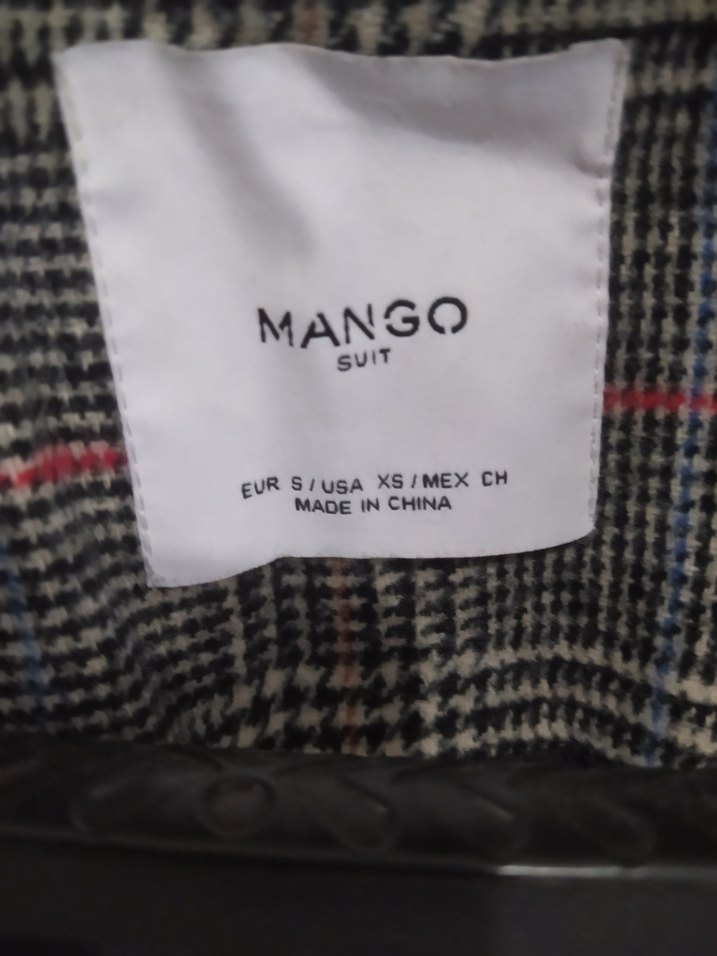 MANGO
SUIT
EUR S / USA XS / MEX CH
MADE IN CHINA